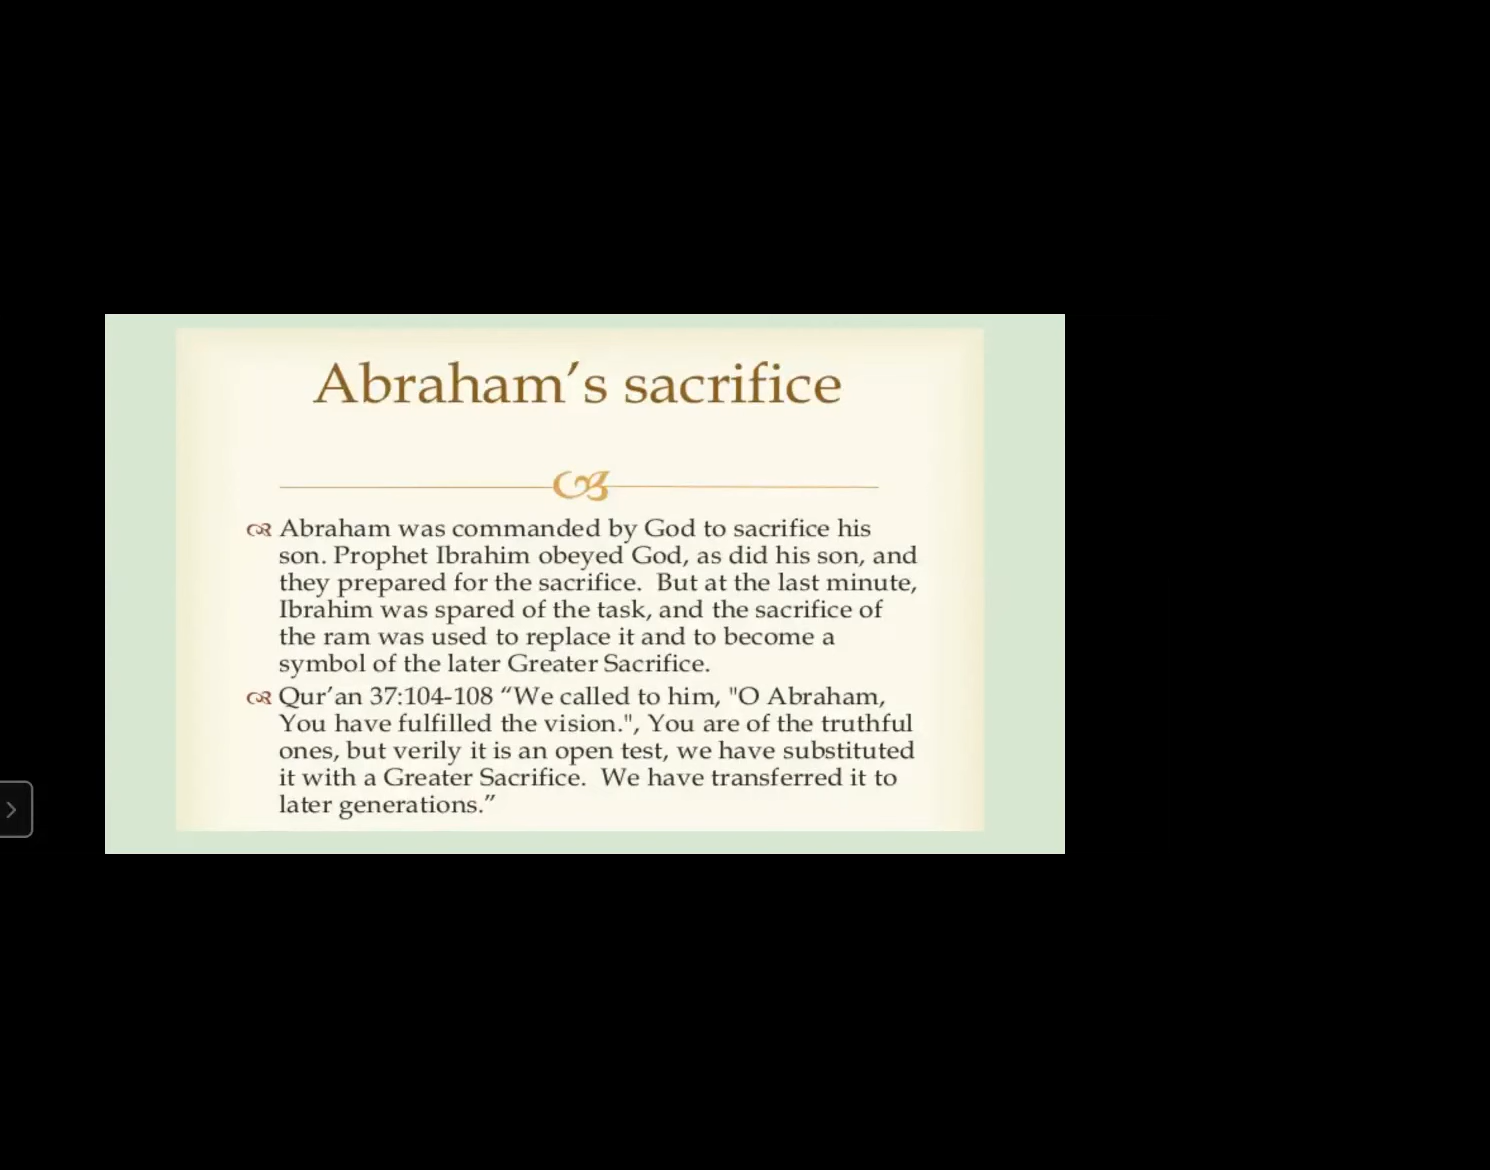 Abraham’s sacrifice
Abraham was commanded by God to sacrifice his
son. Prophet Ibrahim obeyed God, as did his son, and
they prepared for the sacrifice.  But at the last minute,
Ibrahim was spared of the task, and the sacrifice of
the ram was used to replace it and to become a
symbol of the later Greater Sacrifice.
Qur’an 37:104-108 “We called to him, "O Abraham,
You have fulfilled the vision.", You are of the truthful
ones, but verily it is an open test, we have substituted
it with a Greater Sacrifice.  We have transferred it to
later generations.”